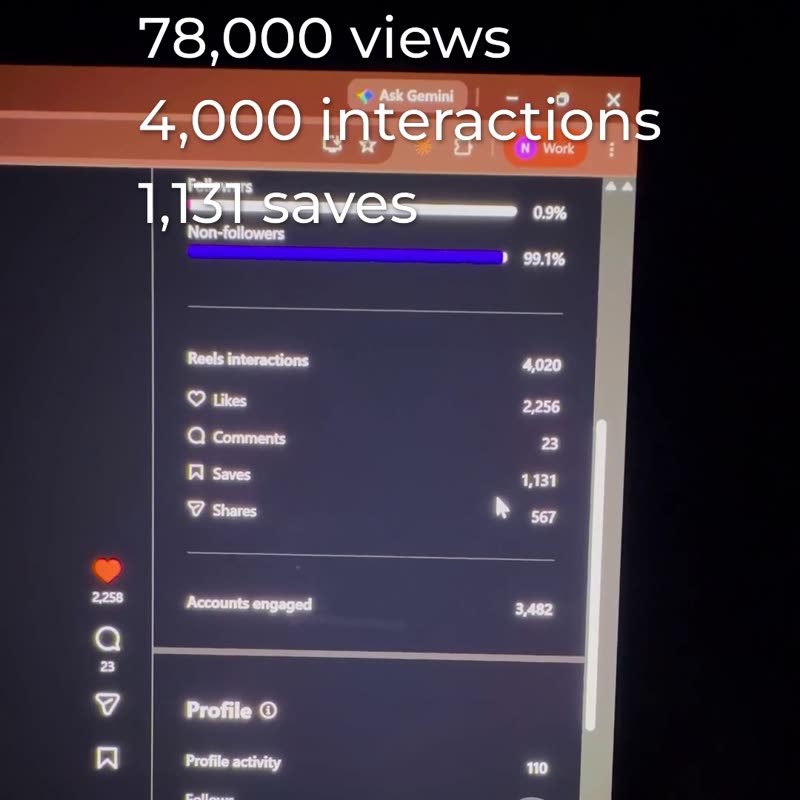 78,000 views
Ask Gemini
4,000 interactions
N Work
Followers
1,131 saves
0.9%
Non-followers
99.1%
Reels interactions 4,020
Likes 2,256
Comments 23
Saves 1,131
Shares 567
2,258
Accounts engaged 3,482
23
Profile
Profile activity 110
Follows